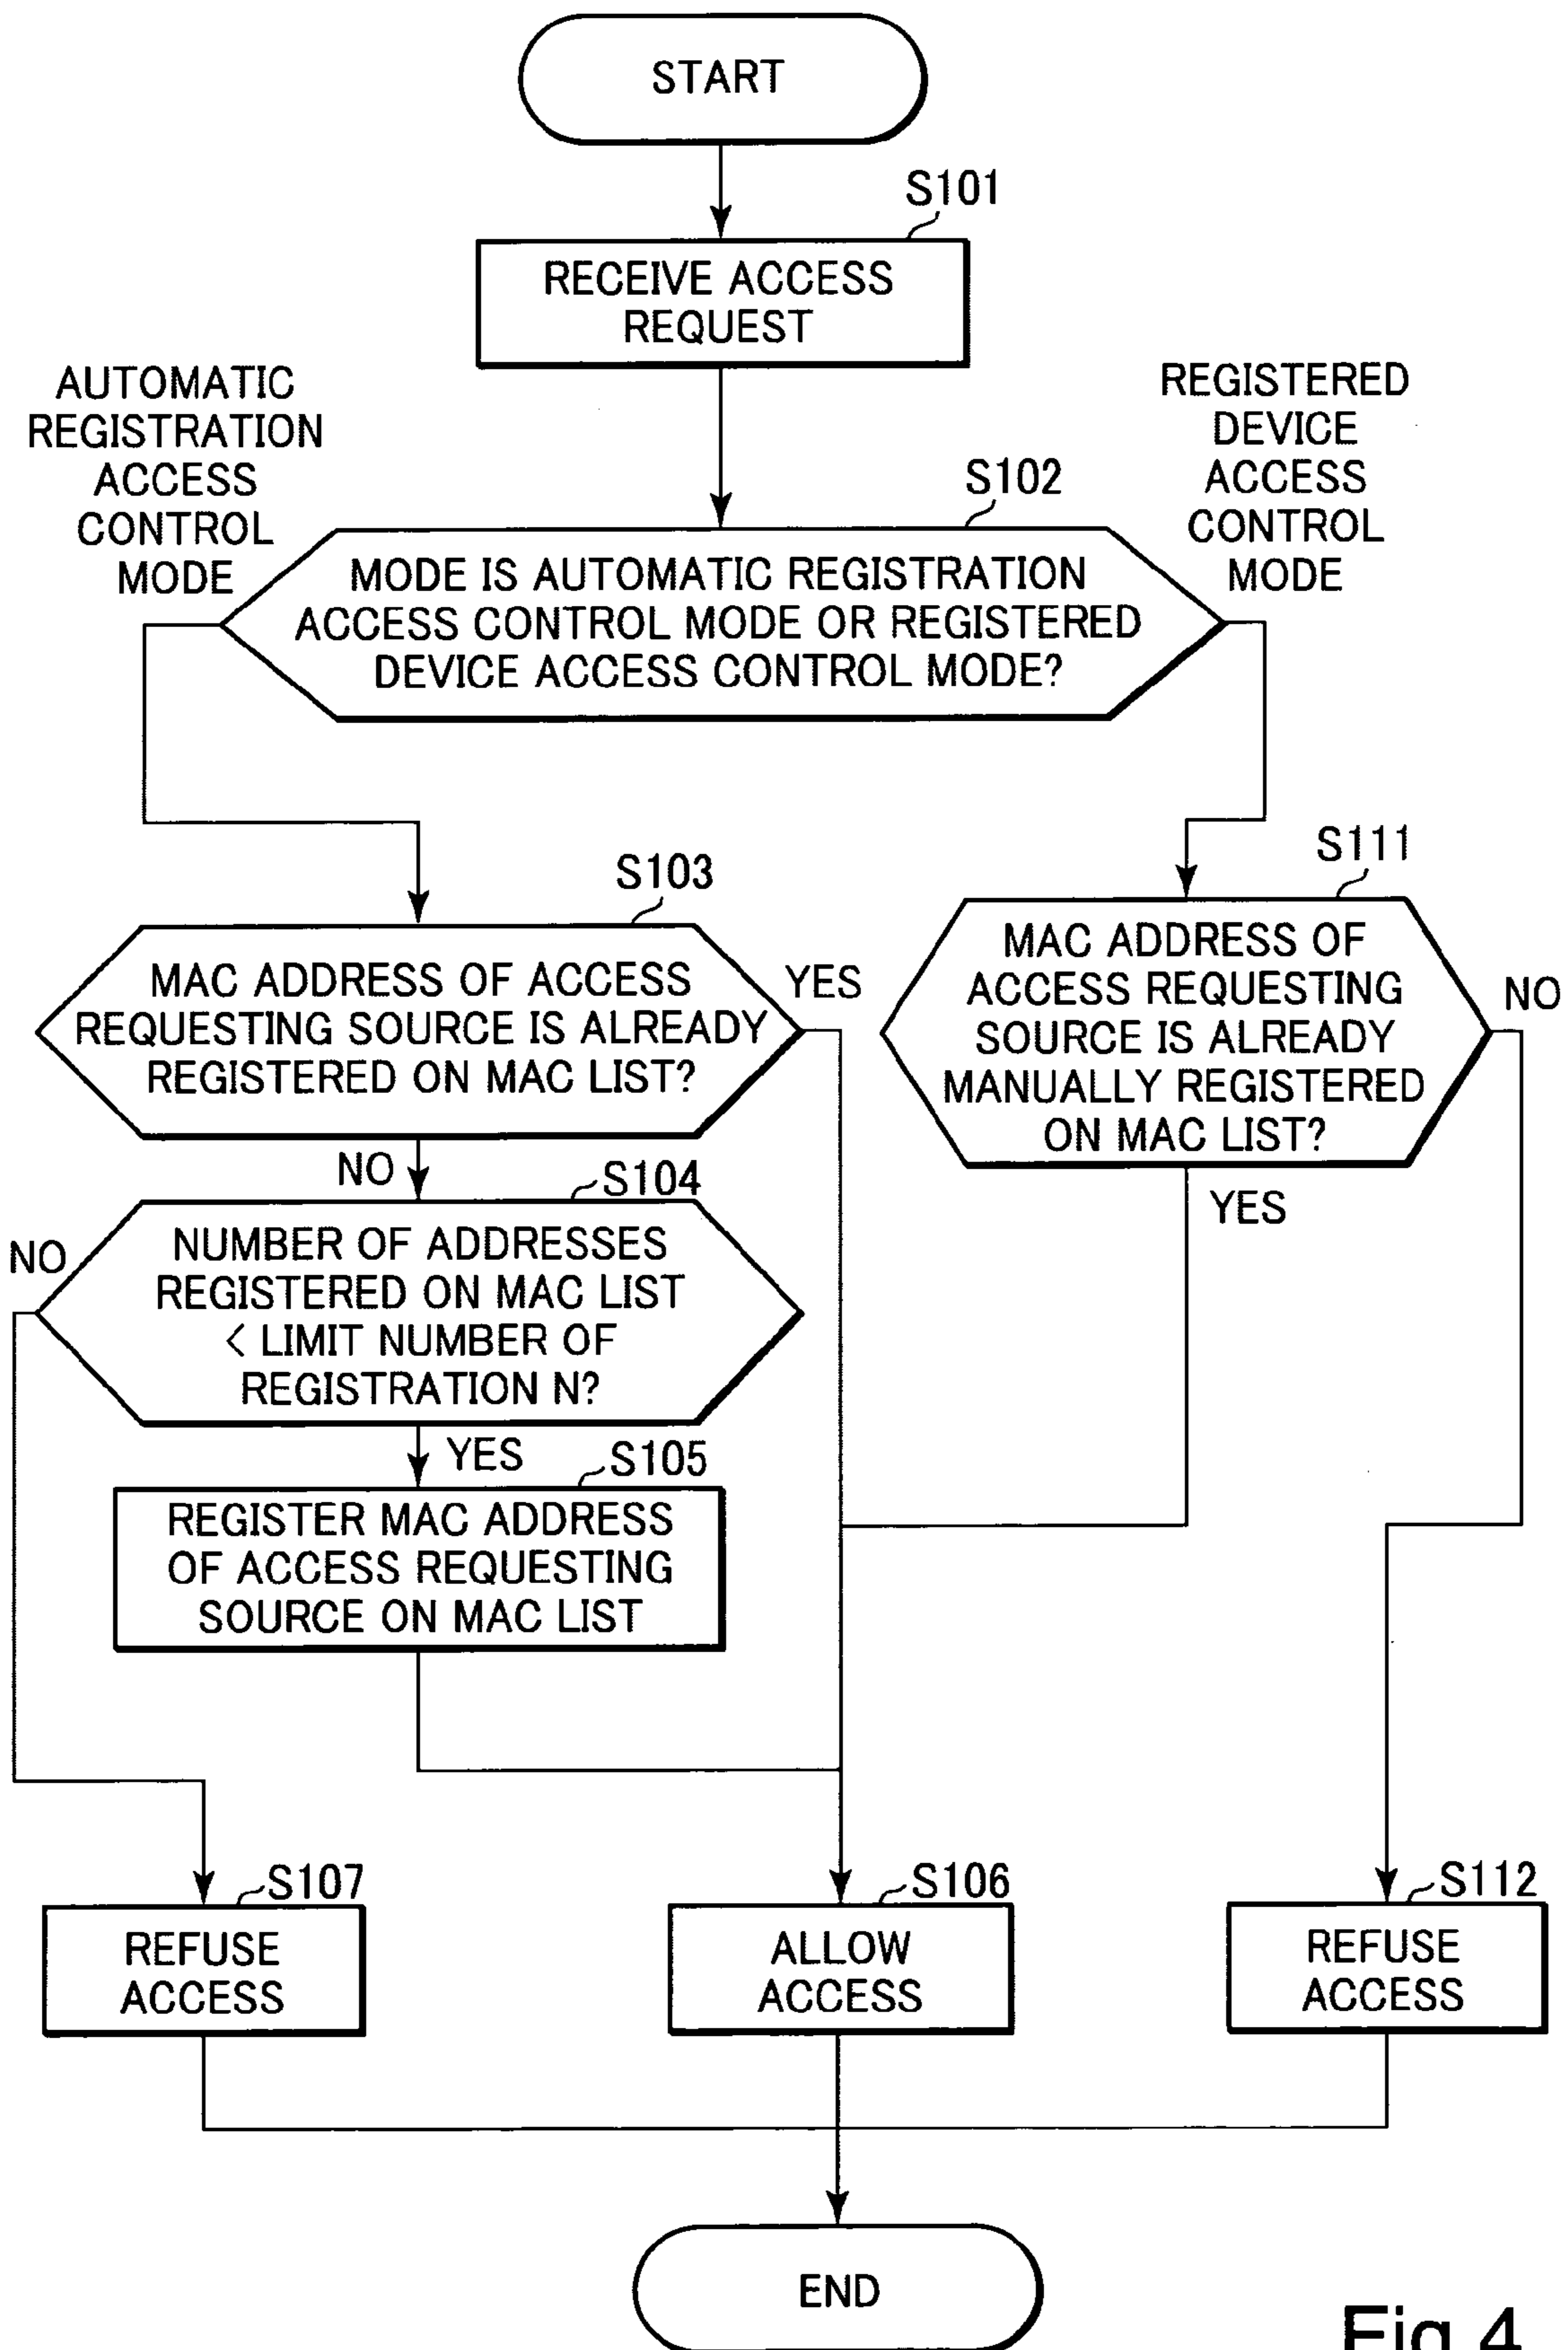 START
S101
RECEIVE ACCESS
REQUEST
AUTOMATIC
REGISTRATION
ACCESS
CONTROL
MODE
REGISTERED
DEVICE
ACCESS
CONTROL
MODE
S102
MODE IS AUTOMATIC REGISTRATION
ACCESS CONTROL MODE OR REGISTERED
DEVICE ACCESS CONTROL MODE?
S103
MAC ADDRESS OF ACCESS
REQUESTING SOURCE IS ALREADY
REGISTERED ON MAC LIST?
YES
NO
S111
MAC ADDRESS OF
ACCESS REQUESTING
SOURCE IS ALREADY
MANUALLY REGISTERED
ON MAC LIST?
NO
YES
S104
NUMBER OF ADDRESSES
REGISTERED ON MAC LIST
< LIMIT NUMBER OF
REGISTRATION N?
NO
YES
S105
REGISTER MAC ADDRESS
OF ACCESS REQUESTING
SOURCE ON MAC LIST
S107
REFUSE
ACCESS
S106
ALLOW
ACCESS
S112
REFUSE
ACCESS
END
Fig.4